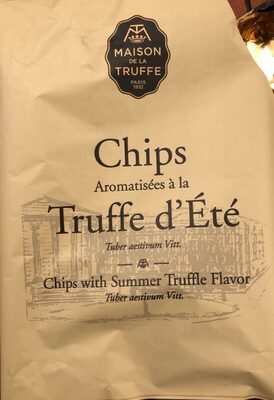 MAISON
DE LA
TRUFFE
PARIS
1932
Chips
Aromatisées à la
Truffe d'Été
Tuber aestivum Vitt.
Chips with Summer Truffle Flavor
Tuber aestivum Vitt.